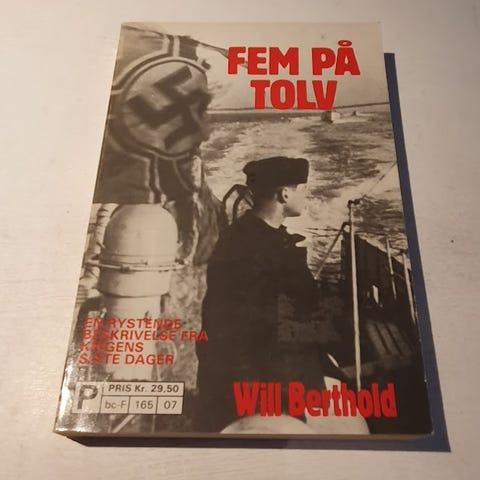 FEM PÅ
TOLV
EN RYSTENDE
BESKRIVELSE FRA
KRIGENS
SISTE DAGER
P
PRIS Kr. 29,50
bc-F 165 07
Will Berthold